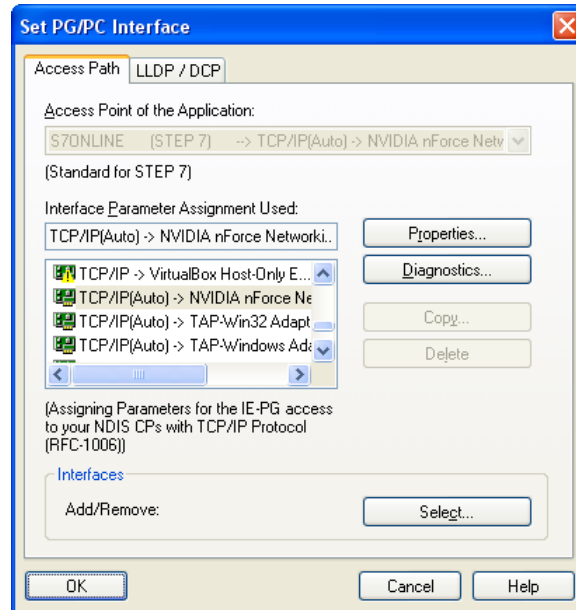 Set PG/PC Interface
Access Path
LLDP / DCP
Access Point of the Application:
S7ONLINE (STEP 7) --> TCP/IP(Auto) -> NVIDIA nForce Netw
(Standard for STEP 7)
Interface Parameter Assignment Used:
TCP/IP(Auto) -> NVIDIA nForce Networki..
Properties...
TCP/IP -> VirtualBox Host-Only E...
Diagnostics...
TCP/IP(Auto) -> NVIDIA nForce Ne
TCP/IP(Auto) -> TAP-Win32 Adapt
Copy...
TCP/IP(Auto) -> TAP-Windows Ada
Delete
(Assigning Parameters for the IE-PG access
to your NDIS CPs with TCP/IP Protocol
(RFC-1006))
Interfaces
Add/Remove:
Select...
OK
Cancel
Help